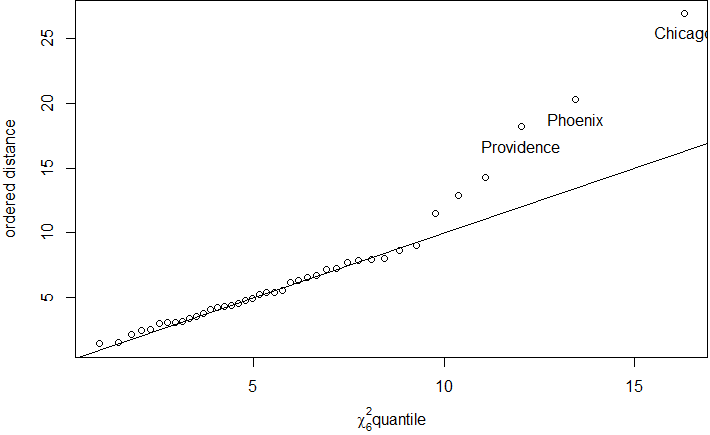 25
20
15
10
5
ordered distance
Chicago
Phoenix
Providence
5 10 15
χ²₆quantile